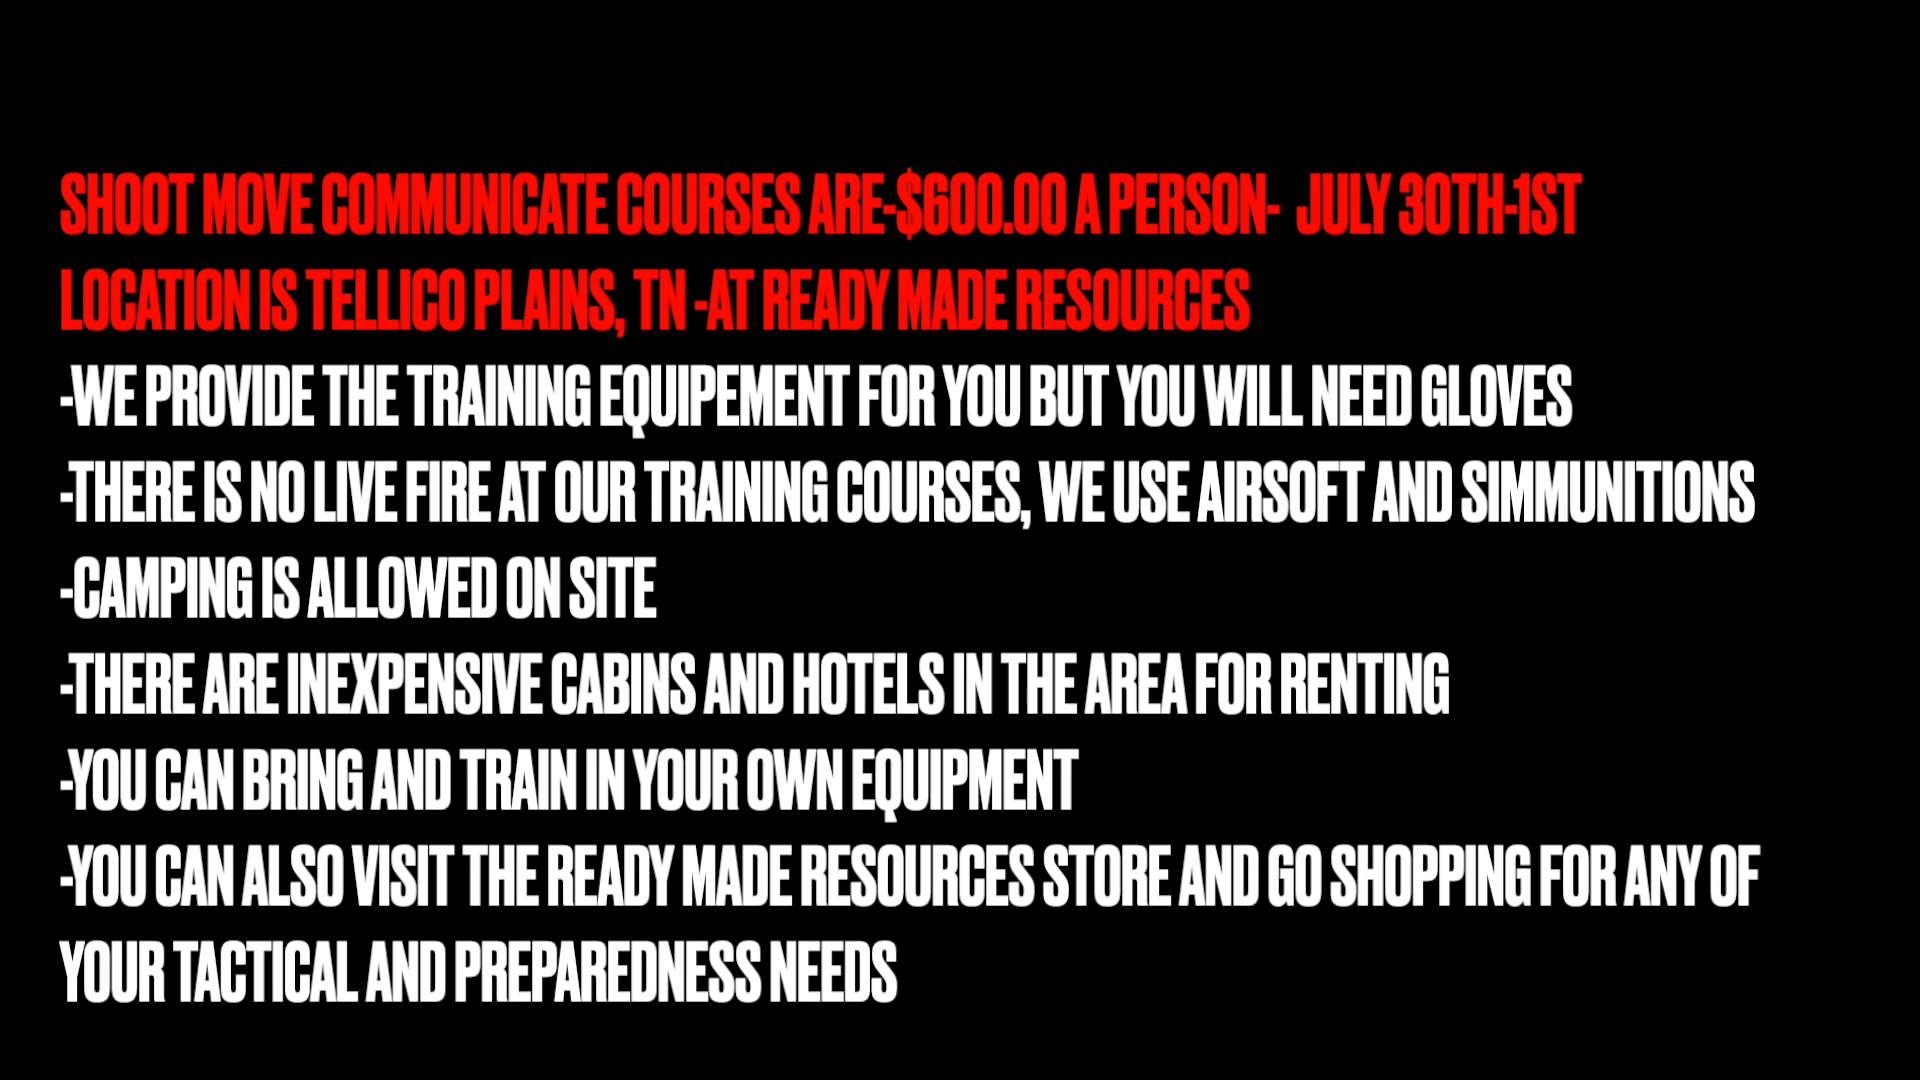 SHOOT MOVE COMMUNICATE COURSES ARE-$600.00 A PERSON- JULY 30TH-1ST
LOCATION IS TELLICO PLAINS, TN -AT READY MADE RESOURCES
-WE PROVIDE THE TRAINING EQUIPEMENT FOR YOU BUT YOU WILL NEED GLOVES
-THERE IS NO LIVE FIRE AT OUR TRAINING COURSES, WE USE AIRSOFT AND SIMMUNITIONS
-CAMPING IS ALLOWED ON SITE
-THERE ARE INEXPENSIVE CABINS AND HOTELS IN THE AREA FOR RENTING
-YOU CAN BRING AND TRAIN IN YOUR OWN EQUIPMENT
-YOU CAN ALSO VISIT THE READY MADE RESOURCES STORE AND GO SHOPPING FOR ANY OF
YOUR TACTICAL AND PREPAREDNESS NEEDS